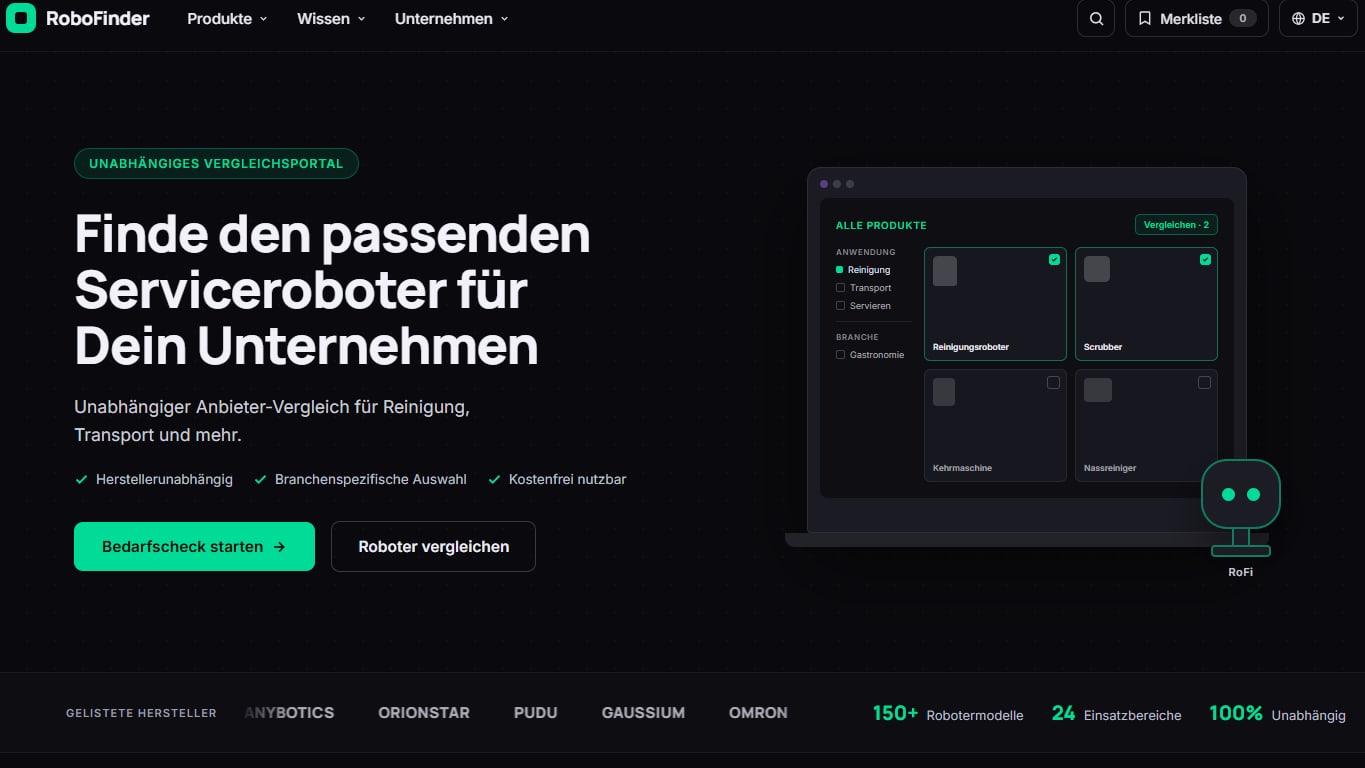 RoboFinder
Produkte
Wissen
Unternehmen
Merkliste 0
DE
UNABHÄNGIGES VERGLEICHSPORTAL
Finde den passenden
Serviceroboter für
Dein Unternehmen
Unabhängiger Anbieter-Vergleich für Reinigung,
Transport und mehr.
Herstellerunabhängig
Branchenspezifische Auswahl
Kostenfrei nutzbar
Bedarfscheck starten →
Roboter vergleichen
ALLE PRODUKTE
Vergleichen · 2
ANWENDUNG
Reinigung
Transport
Servieren
BRANCHE
Gastronomie
Reinigungsroboter
Scrubber
Kehrmaschine
Nassreiniger
RoFi
GELISTETE HERSTELLER
ANYBOTICS
ORIONSTAR
PUDU
GAUSSIUM
OMRON
150+ Robotermodelle
24 Einsatzbereiche
100% Unabhängig